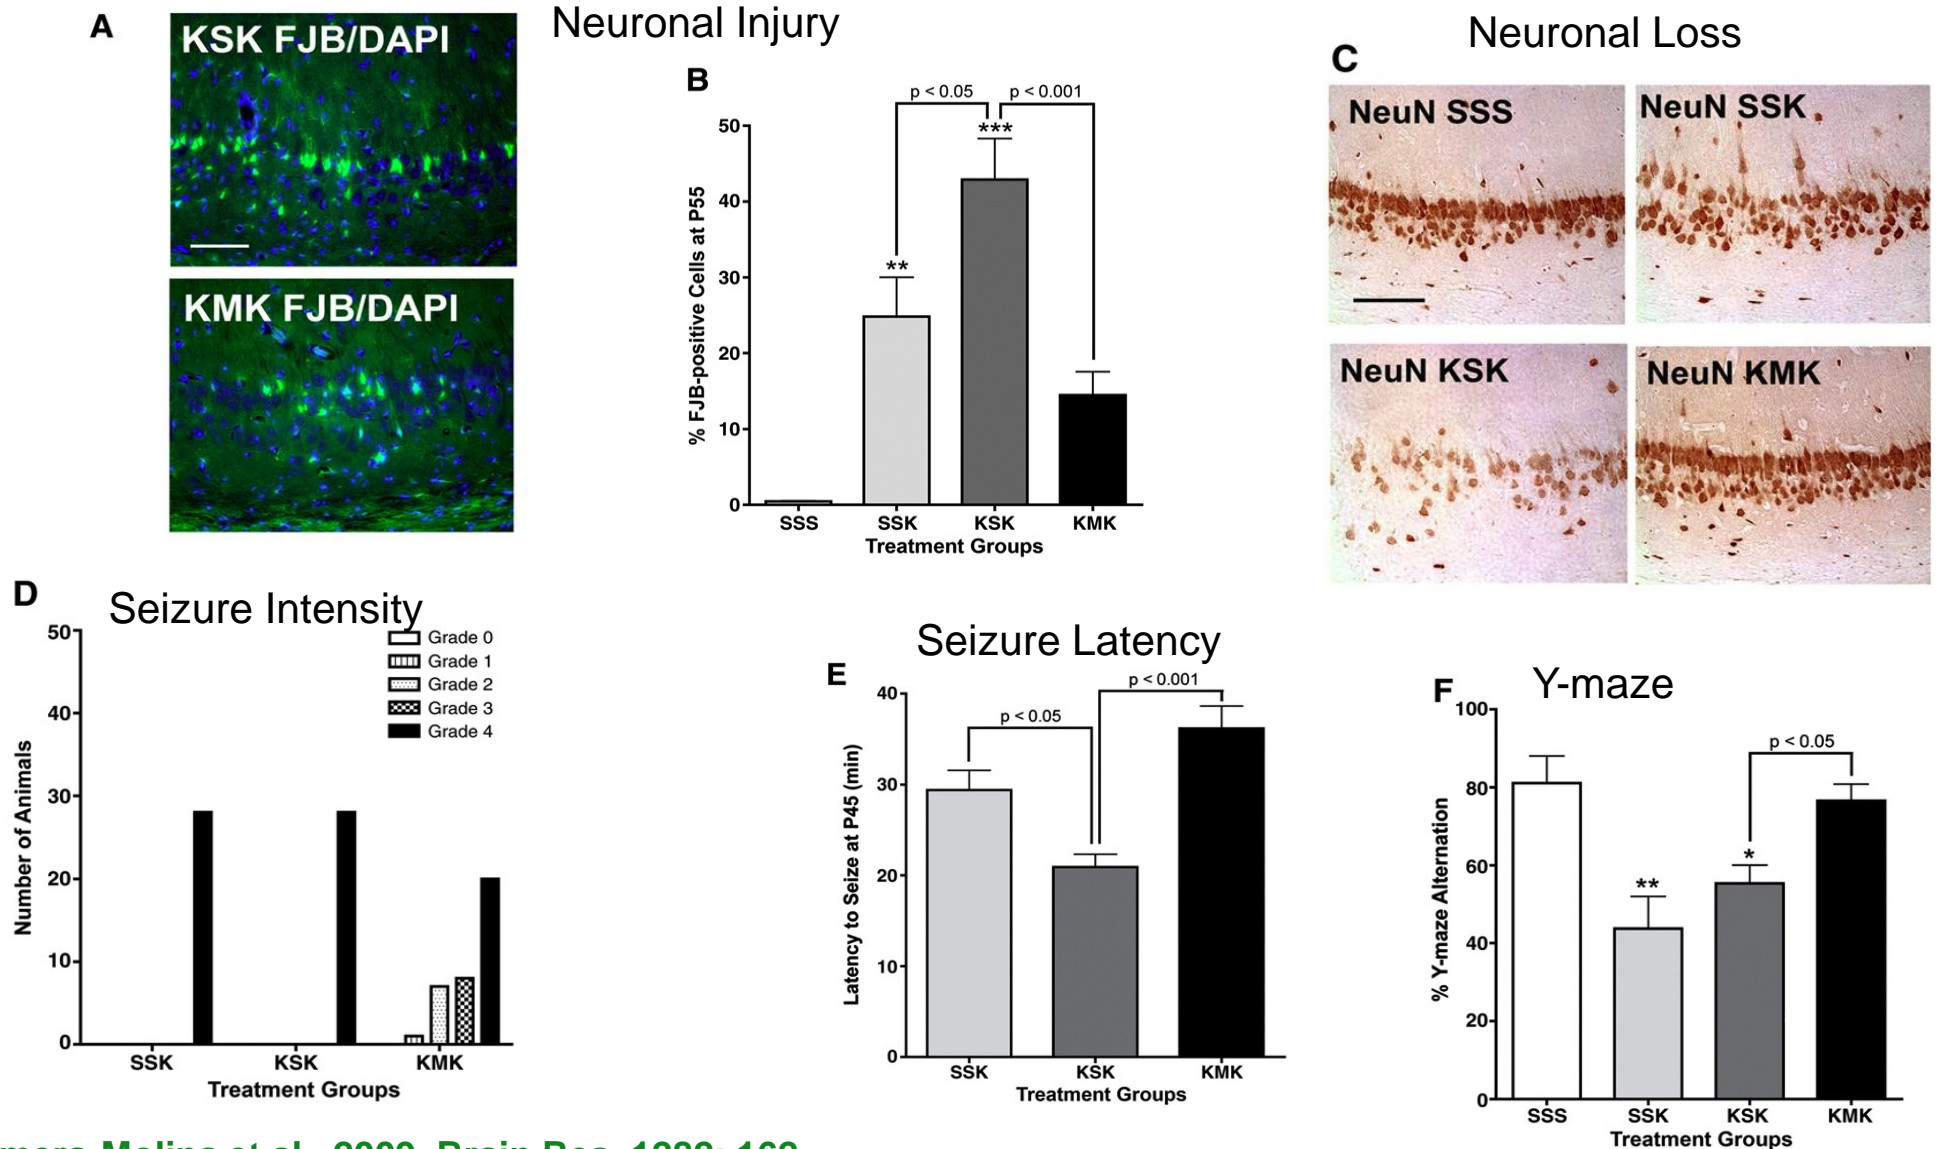 A
KSK FJB/DAPI
KMK FJB/DAPI
Neuronal Injury
B
p < 0.05
p < 0.001
***
**
50
40
30
20
10
0
% FJB-positive Cells at P55
SSS
SSK
KSK
KMK
Treatment Groups
Neuronal Loss
C
NeuN SSS
NeuN SSK
NeuN KSK
NeuN KMK
D
Seizure Intensity
Grade 0
Grade 1
Grade 2
Grade 3
Grade 4
50
40
30
20
10
0
Number of Animals
SSK
KSK
KMK
Treatment Groups
Seizure Latency
E
p < 0.001
p < 0.05
40
30
20
10
0
Latency to Seize at P45 (min)
SSK
KSK
KMK
Treatment Groups
F
Y-maze
p < 0.05
*
**
100
80
60
40
20
0
% Y-maze Alternation
SSS
SSK
KSK
KMK
Treatment Groups
et al., 2009, Brain Res.